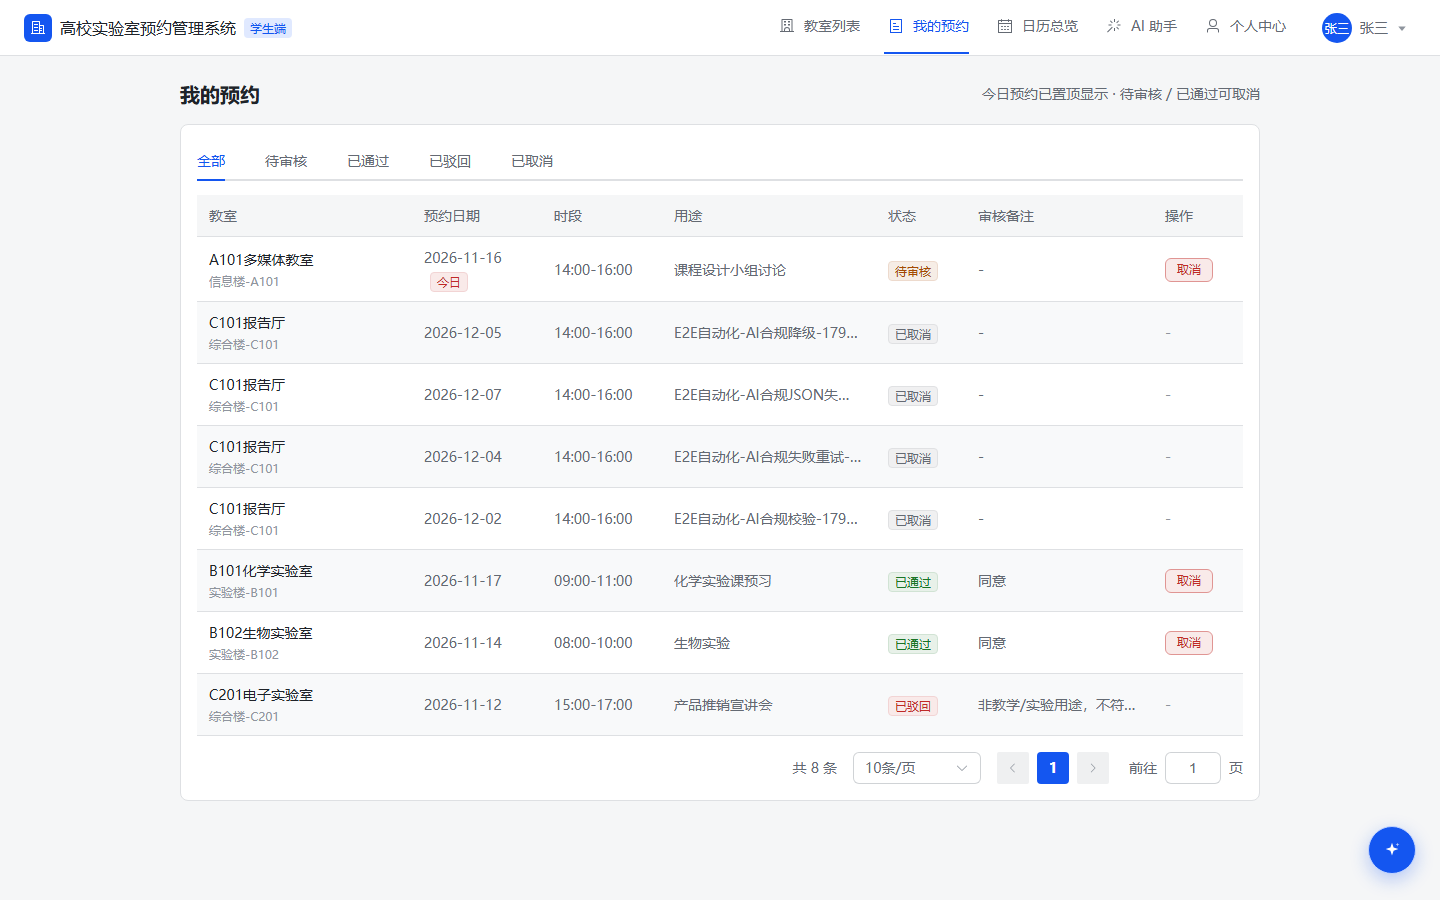 高校实验室预约管理系统 学生端 教室列表 我的预约 日历总览 AI 助手 个人中心 张三 张三
我的预约 今日预约已置顶显示 · 待审核 / 已通过可取消
全部 待审核 已通过 已驳回 已取消
教室 预约日期 时段 用途 状态 审核备注 操作
A101多媒体教室 2026-11-16 14:00-16:00 课程设计小组讨论 待审核 - 取消
信息楼-A101 今日
C101报告厅 2026-12-05 14:00-16:00 E2E自动化-AI合规降级-179... 已取消 - -
综合楼-C101
C101报告厅 2026-12-07 14:00-16:00 E2E自动化-AI合规JSON失... 已取消 - -
综合楼-C101
C101报告厅 2026-12-04 14:00-16:00 E2E自动化-AI合规失败重试-... 已取消 - -
综合楼-C101
C101报告厅 2026-12-02 14:00-16:00 E2E自动化-AI合规校验-179... 已取消 - -
综合楼-C101
B101化学实验室 2026-11-17 09:00-11:00 化学实验课预习 已通过 同意 取消
实验楼-B101
B102生物实验室 2026-11-14 08:00-10:00 生物实验 已通过 同意 取消
实验楼-B102
C201电子实验室 2026-11-12 15:00-17:00 产品推销宣讲会 已驳回 非教学/实验用途，不符... -
综合楼-C201
共 8 条 10条/页 1 前往 1 页